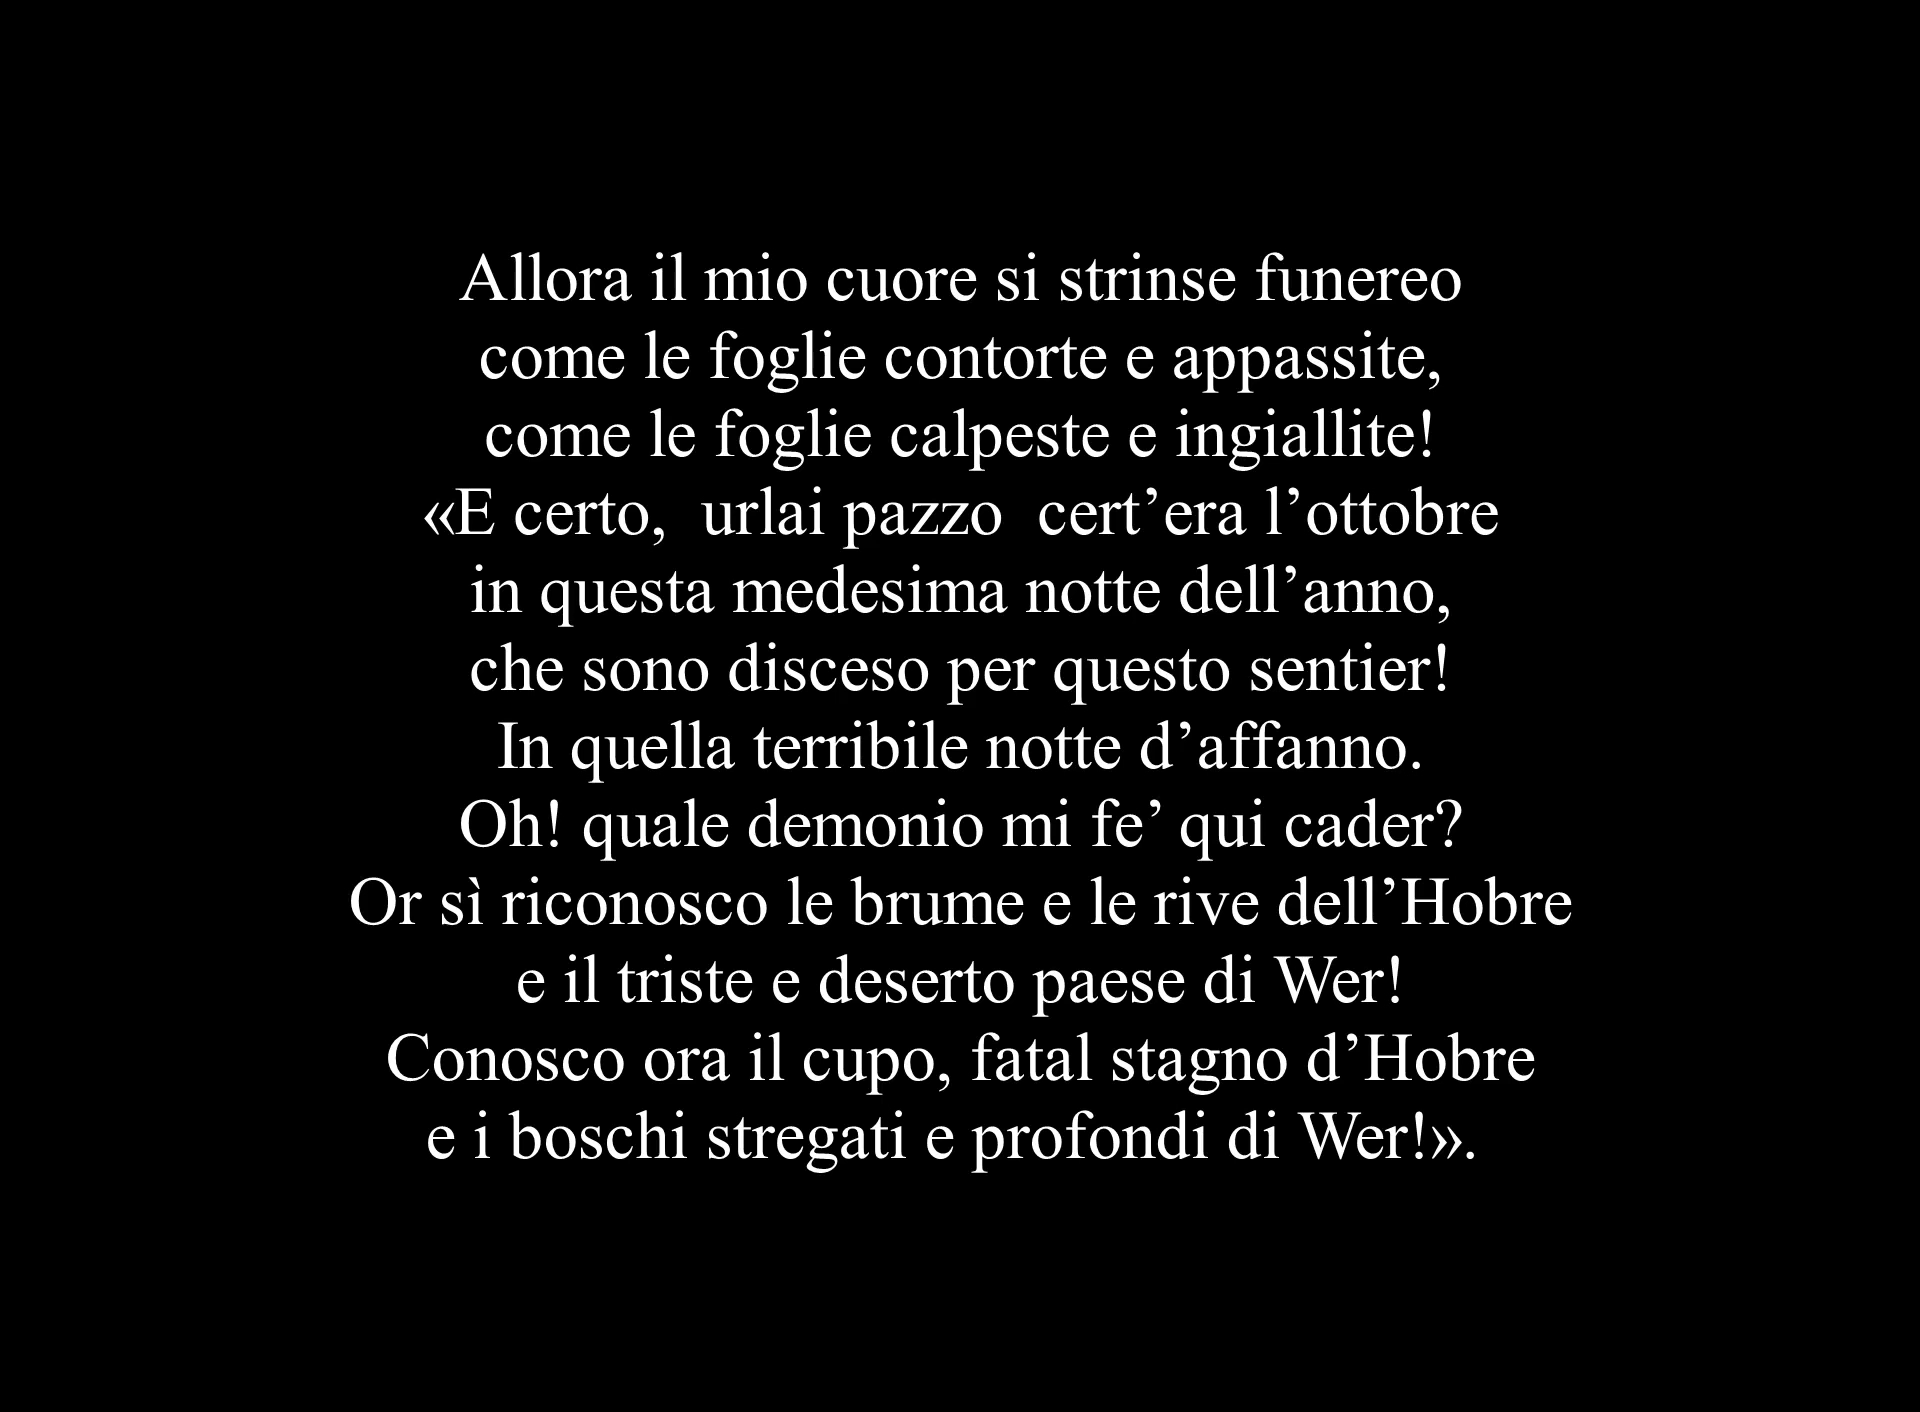 Allora il mio cuore si strinse funereo
come le foglie contorte e appassite,
come le foglie calpeste e ingiallite!
«E certo,  urlai pazzo  cert’era l’ottobre
in questa medesima notte dell’anno,
che sono disceso per questo sentier!
In quella terribile notte d’affanno.
Oh! quale demonio mi fe’ qui cader?
Or sì riconosco le brume e le rive dell’Hobre
e il triste e deserto paese di Wer!
Conosco ora il cupo, fatal stagno d’Hobre
e i boschi stregati e profondi di Wer!».